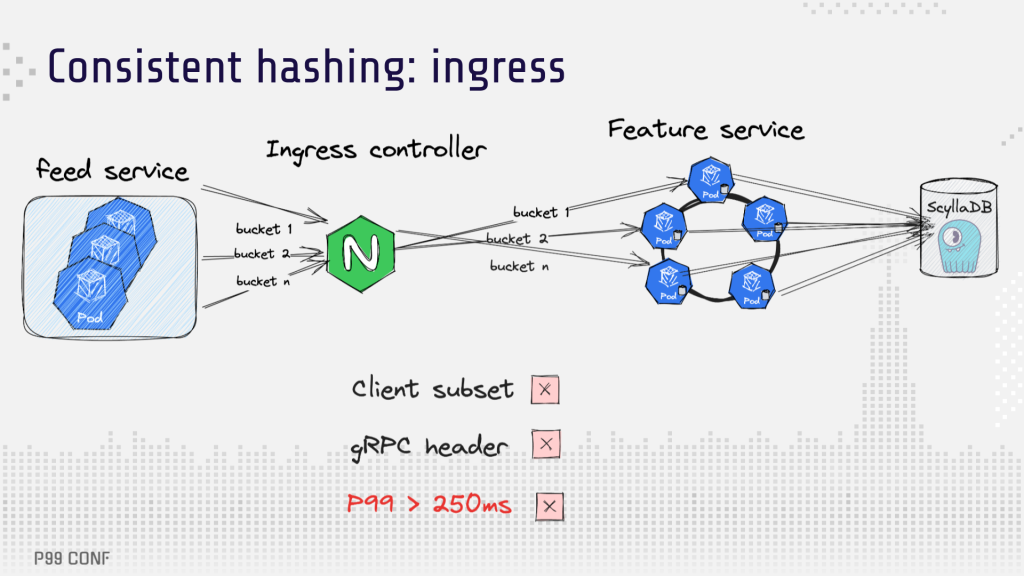 Consistent hashing: ingress
Feature service
Ingress controller
feed service
bucket 1
bucket 2
bucket n
Pod
N
bucket 1
bucket 2
bucket n
Pod
Pod
Pod
Pod
Pod
ScyllaDB
Client subset
gRPC header
P99 > 250ms
P99 CONF